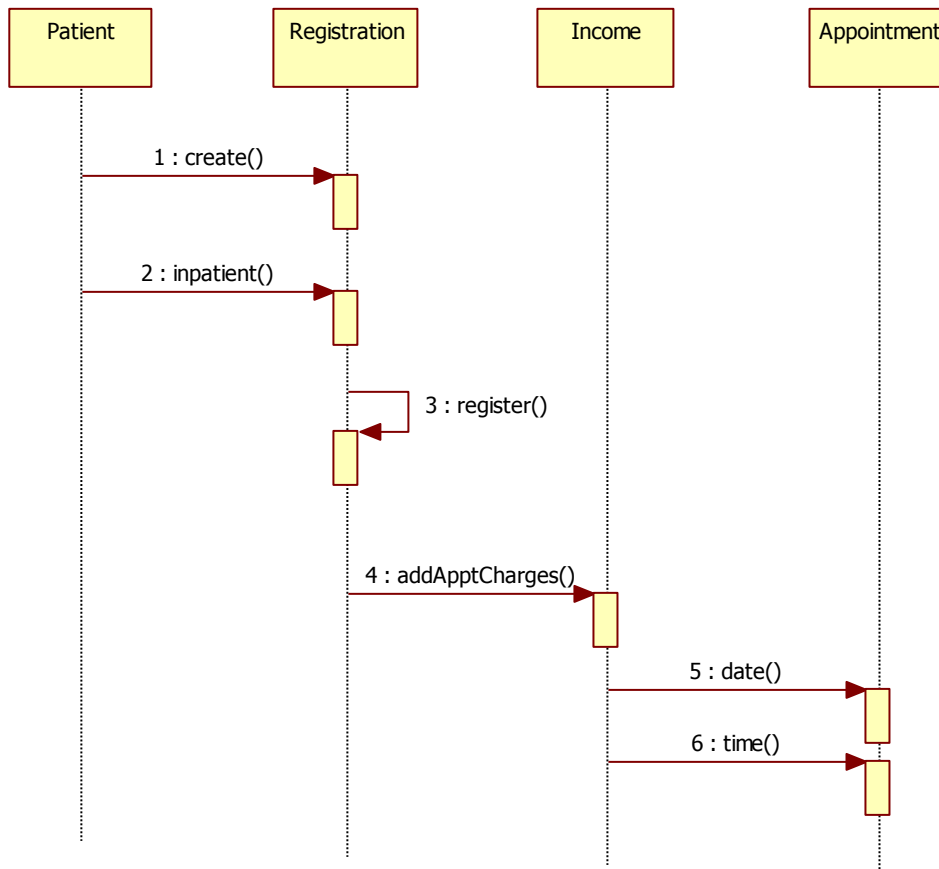 Patient
Registration
Income
Appointment
1 : create()
2 : inpatient()
3 : register()
4 : addApptCharges()
5 : date()
6 : time()